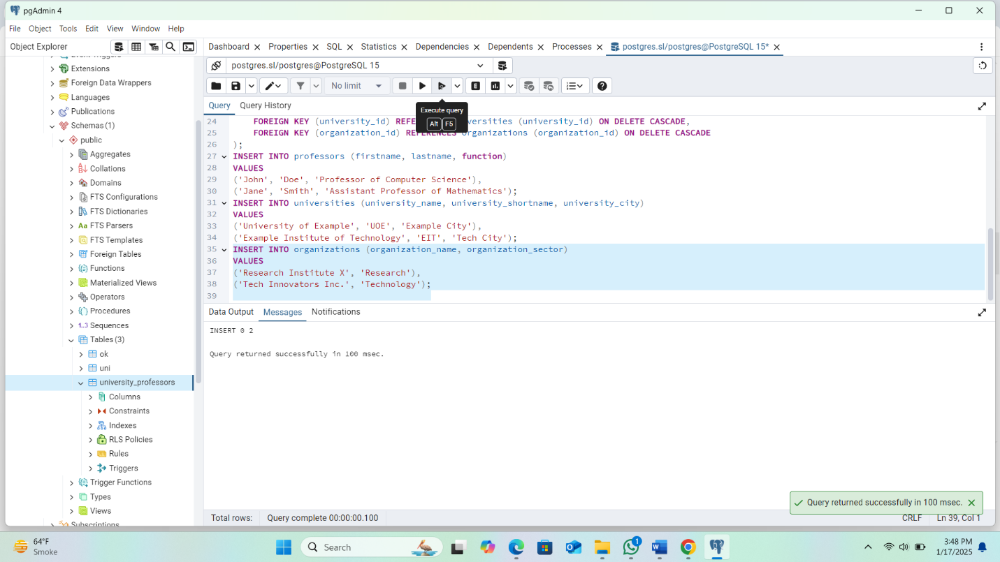 pgAdmin 4
File Object Tools Edit View Window Help
Object Explorer
Dashboard Properties SQL Statistics Dependencies Dependents Processes postgres.sl/postgres@PostgreSQL 15*
Event Triggers
Extensions
Foreign Data Wrappers
Languages
Publications
Schemas (1)
public
Aggregates
Collations
Domains
FTS Configurations
FTS Dictionaries
Aa FTS Parsers
FTS Templates
Foreign Tables
Functions
Materialized Views
Operators
Procedures
1..3 Sequences
Tables (3)
ok
uni
university_professors
Columns
Constraints
Indexes
RLS Policies
Rules
Triggers
Trigger Functions
Types
Views
Subscriptions
postgres.sl/postgres@PostgreSQL 15
No limit
E
Query Query History
Execute query
Alt F5
24 FOREIGN KEY (university_id) REFE versities (university_id) ON DELETE CASCADE,
25 FOREIGN KEY (organization_id) REFERENCES organizations (organization_id) ON DELETE CASCADE
26 );
27 INSERT INTO professors (firstname, lastname, function)
28 VALUES
29 ('John', 'Doe', 'Professor of Computer Science'),
30 ('Jane', 'Smith', 'Assistant Professor of Mathematics');
31 INSERT INTO universities (university_name, university_shortname, university_city)
32 VALUES
33 ('University of Example', 'UOE', 'Example City'),
34 ('Example Institute of Technology', 'EIT', 'Tech City');
35 INSERT INTO organizations (organization_name, organization_sector)
36 VALUES
37 ('Research Institute X', 'Research'),
38 ('Tech Innovators Inc.', 'Technology');
39
Data Output Messages Notifications
INSERT 0 2
Query returned successfully in 100 msec.
Query returned successfully in 100 msec.
Total rows: Query complete 00:00:00.100 CRLF Ln 39, Col 1
64°F
Smoke
Search
1
3:48 PM
1/17/2025